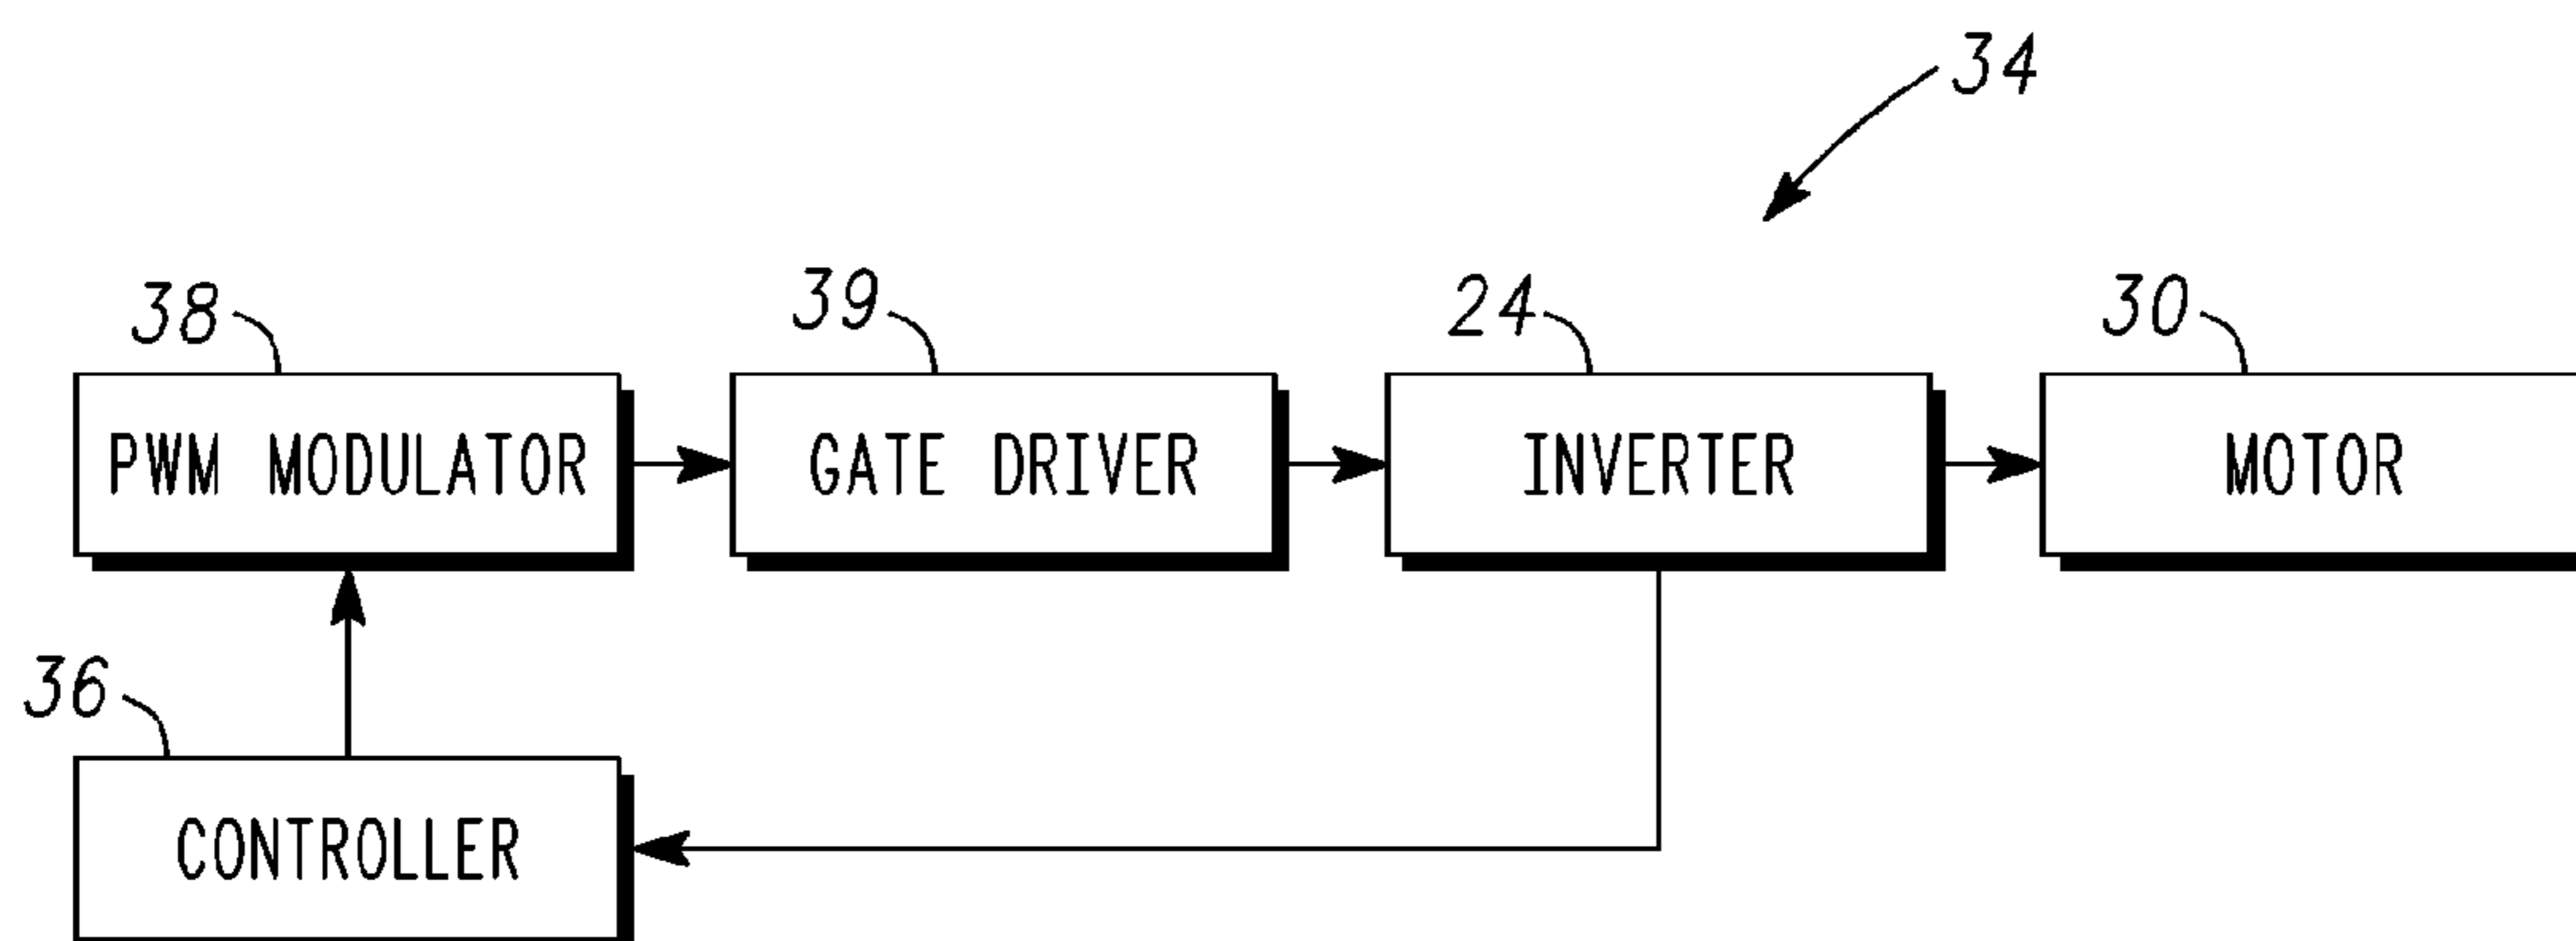 34
38
39
24
30
PWM MODULATOR
GATE DRIVER
INVERTER
MOTOR
36
CONTROLLER